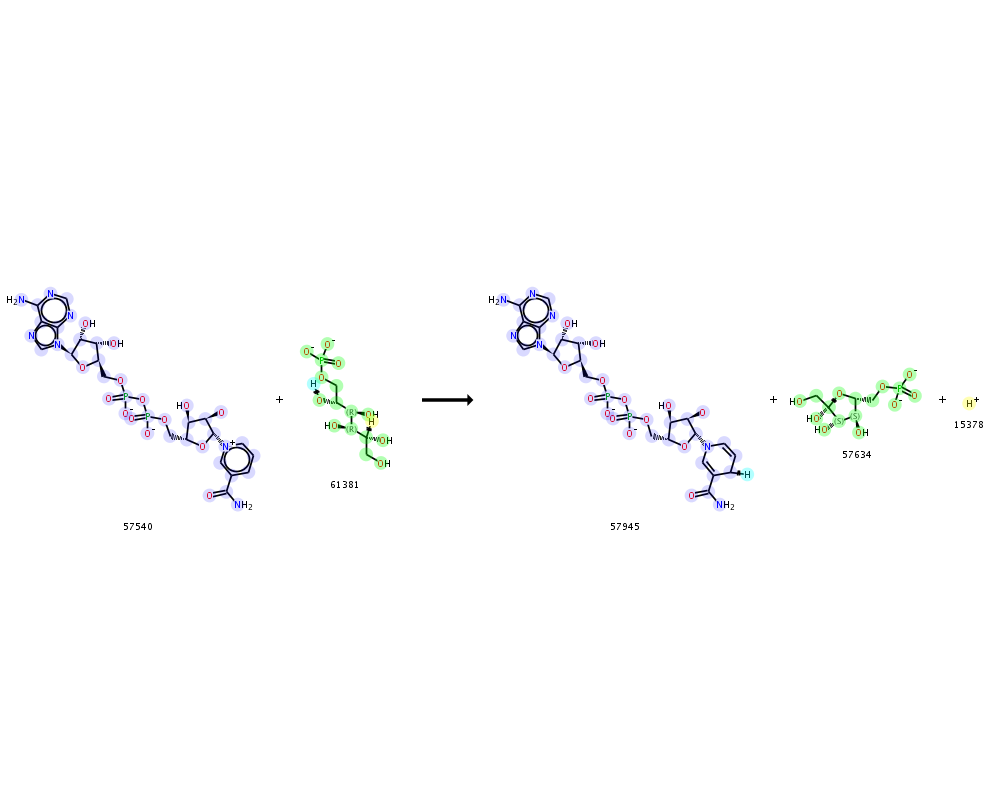 H₂N N N N N OH OH O O P O O⁻ O P O O⁻ O HO O O N⁺ O NH₂
57540
+
O⁻ O⁻ P O O H O OH H HO OH OH
61381
H₂N N N N N OH OH O O P O O⁻ O P O O⁻ O HO O O N H O NH₂
57945
+
HO O O P O⁻ O O⁻ HO HO OH S S
57634
+
H⁺
15378